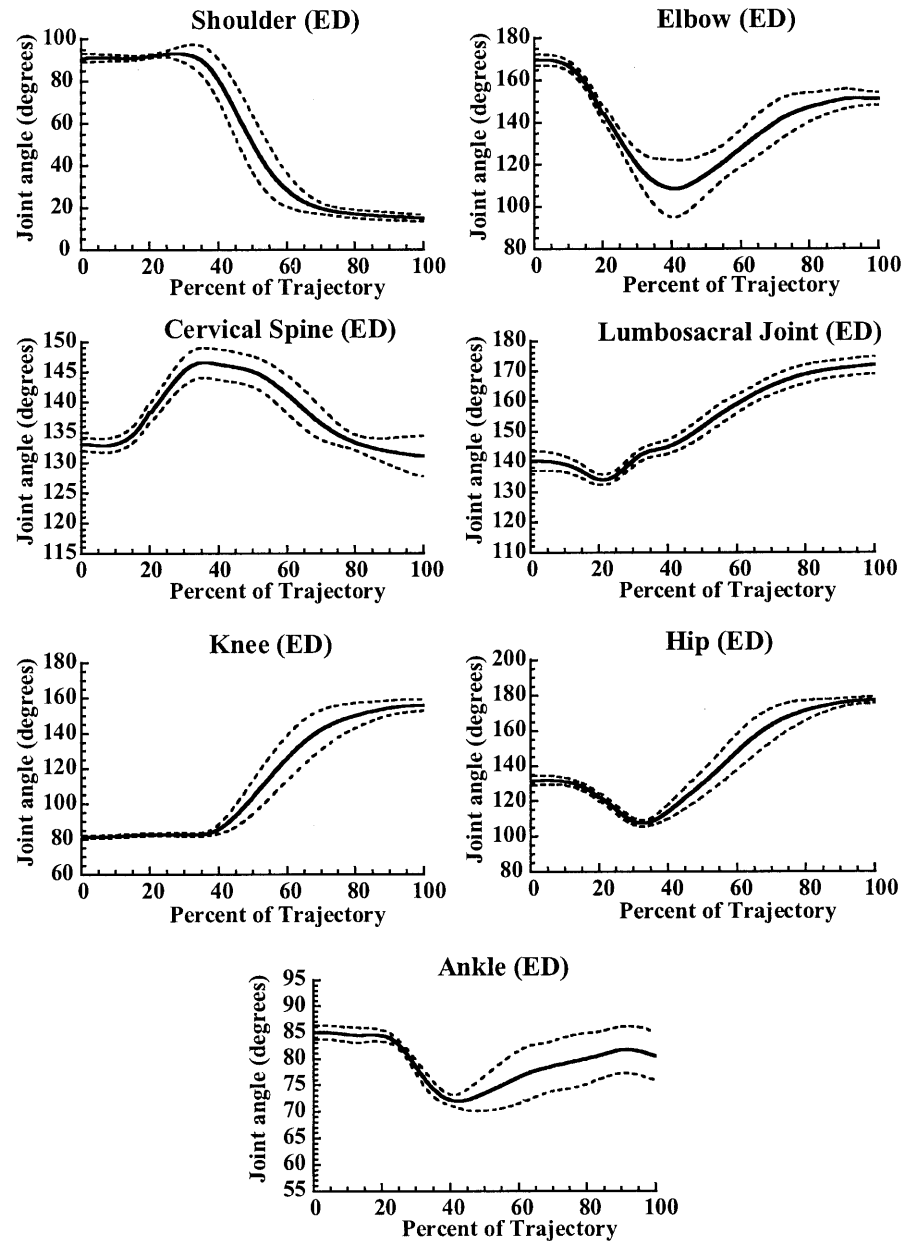 Shoulder (ED)
Joint angle (degrees)
100
80
60
40
20
0
0 20 40 60 80 100
Percent of Trajectory
Elbow (ED)
Joint angle (degrees)
180
160
140
120
100
80
0 20 40 60 80 100
Percent of Trajectory
Cervical Spine (ED)
Joint angle (degrees)
150
145
140
135
130
125
120
115
0 20 40 60 80 100
Percent of Trajectory
Lumbosacral Joint (ED)
Joint angle (degrees)
180
170
160
150
140
130
120
110
0 20 40 60 80 100
Percent of Trajectory
Knee (ED)
Joint angle (degrees)
180
160
140
120
100
80
60
0 20 40 60 80 100
Percent of Trajectory
Hip (ED)
Joint angle (degrees)
200
180
160
140
120
100
80
0 20 40 60 80 100
Percent of Trajectory
Ankle (ED)
Joint angle (degrees)
95
90
85
80
75
70
65
60
55
0 20 40 60 80 100
Percent of Trajectory